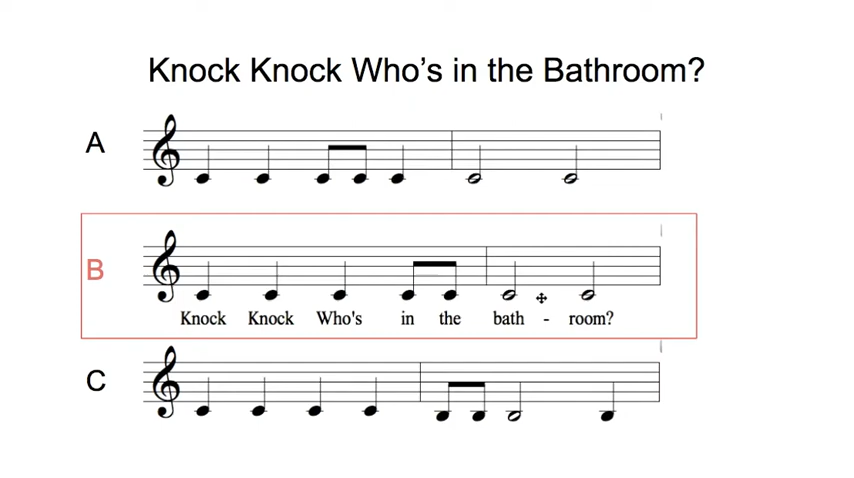 Knock Knock Who's in the Bathroom?
A
B
Knock Knock Who's in the bath - room?
C